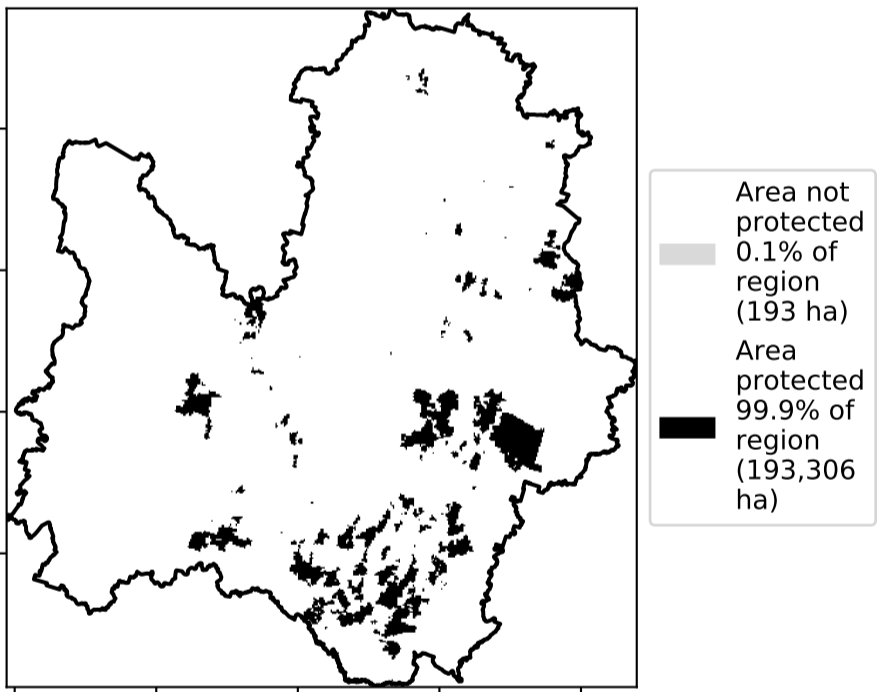 Area not
protected
0.1% of
region
(193 ha)
Area
protected
99.9% of
region
(193,306
ha)